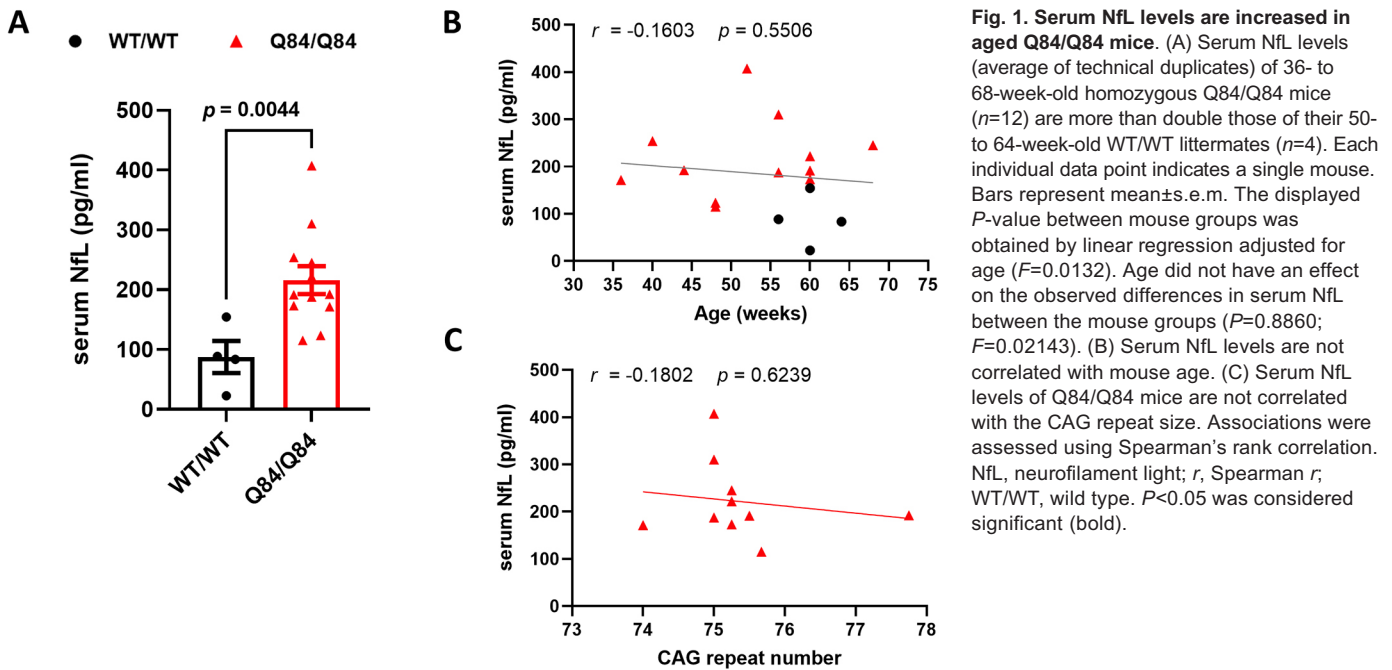 A
● WT/WT ▲ Q84/Q84
p = 0.0044
serum NfL (pg/ml)
500
400
300
200
100
0
WT/WT
Q84/Q84
B
r = -0.1603 p = 0.5506
serum NfL (pg/ml)
500
400
300
200
100
0
30 35 40 45 50 55 60 65 70 75
Age (weeks)
C
r = -0.1802 p = 0.6239
serum NfL (pg/ml)
500
400
300
200
100
0
73 74 75 76 77 78
CAG repeat number
Fig. 1. Serum NfL levels are increased in
aged Q84/Q84 mice. (A) Serum NfL levels
(average of technical duplicates) of 36- to
68-week-old homozygous Q84/Q84 mice
(n=12) are more than double those of their 50-
to 64-week-old WT/WT littermates (n=4). Each
individual data point indicates a single mouse.
Bars represent mean±s.e.m. The displayed
P-value between mouse groups was
obtained by linear regression adjusted for
age (F=0.0132). Age did not have an effect
on the observed differences in serum NfL
between the mouse groups (P=0.8860;
F=0.02143). (B) Serum NfL levels are not
correlated with mouse age. (C) Serum NfL
levels of Q84/Q84 mice are not correlated
with the CAG repeat size. Associations were
assessed using Spearman's rank correlation.
NfL, neurofilament light; r, Spearman r;
WT/WT, wild type. P<0.05 was considered
significant (bold).